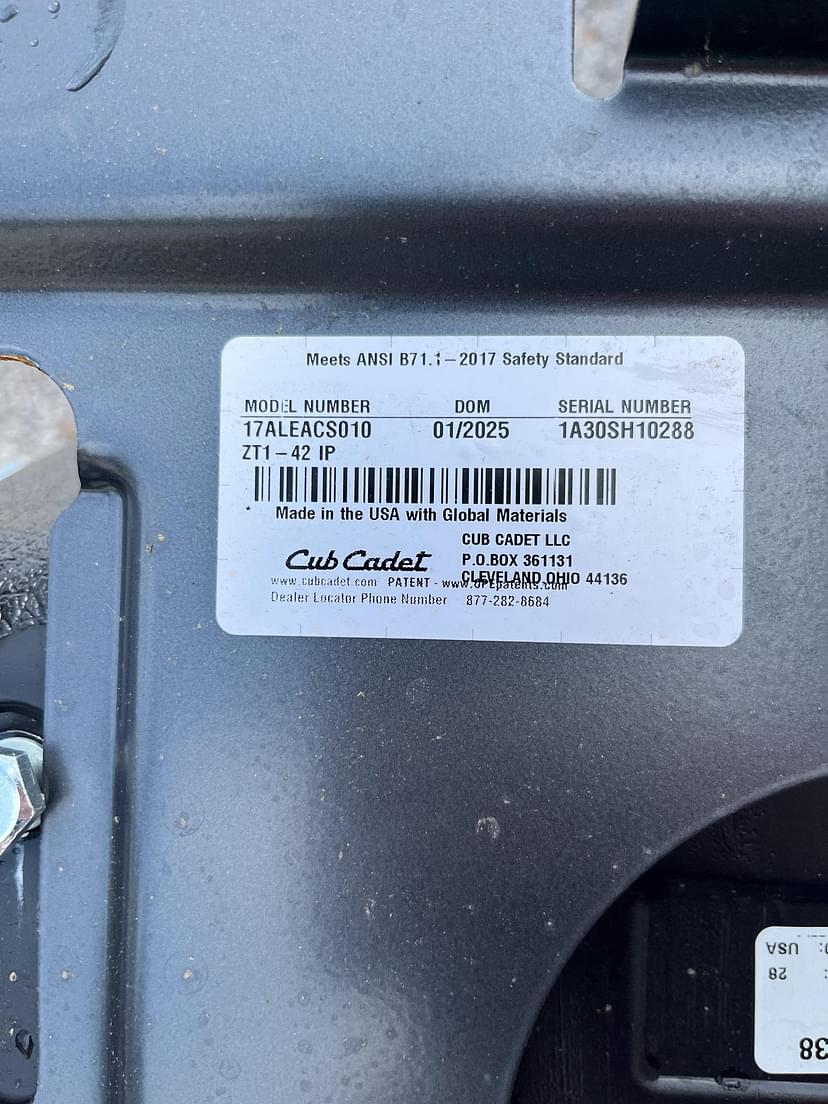 Meets ANSI B71.1-2017 Safety Standard
MODEL NUMBER DOM SERIAL NUMBER
17ALEACS010 01/2025 1A30SH10288
ZT1-42 IP
* Made in the USA with Global Materials
CUB CADET LLC
P.O.BOX 361131
CLEVELAND OHIO 44136
Cub Cadet
www.cubcadet.com PATENT - www.OPEpatents.com
Dealer Locator Phone Number 877-282-8684
USA
28
38